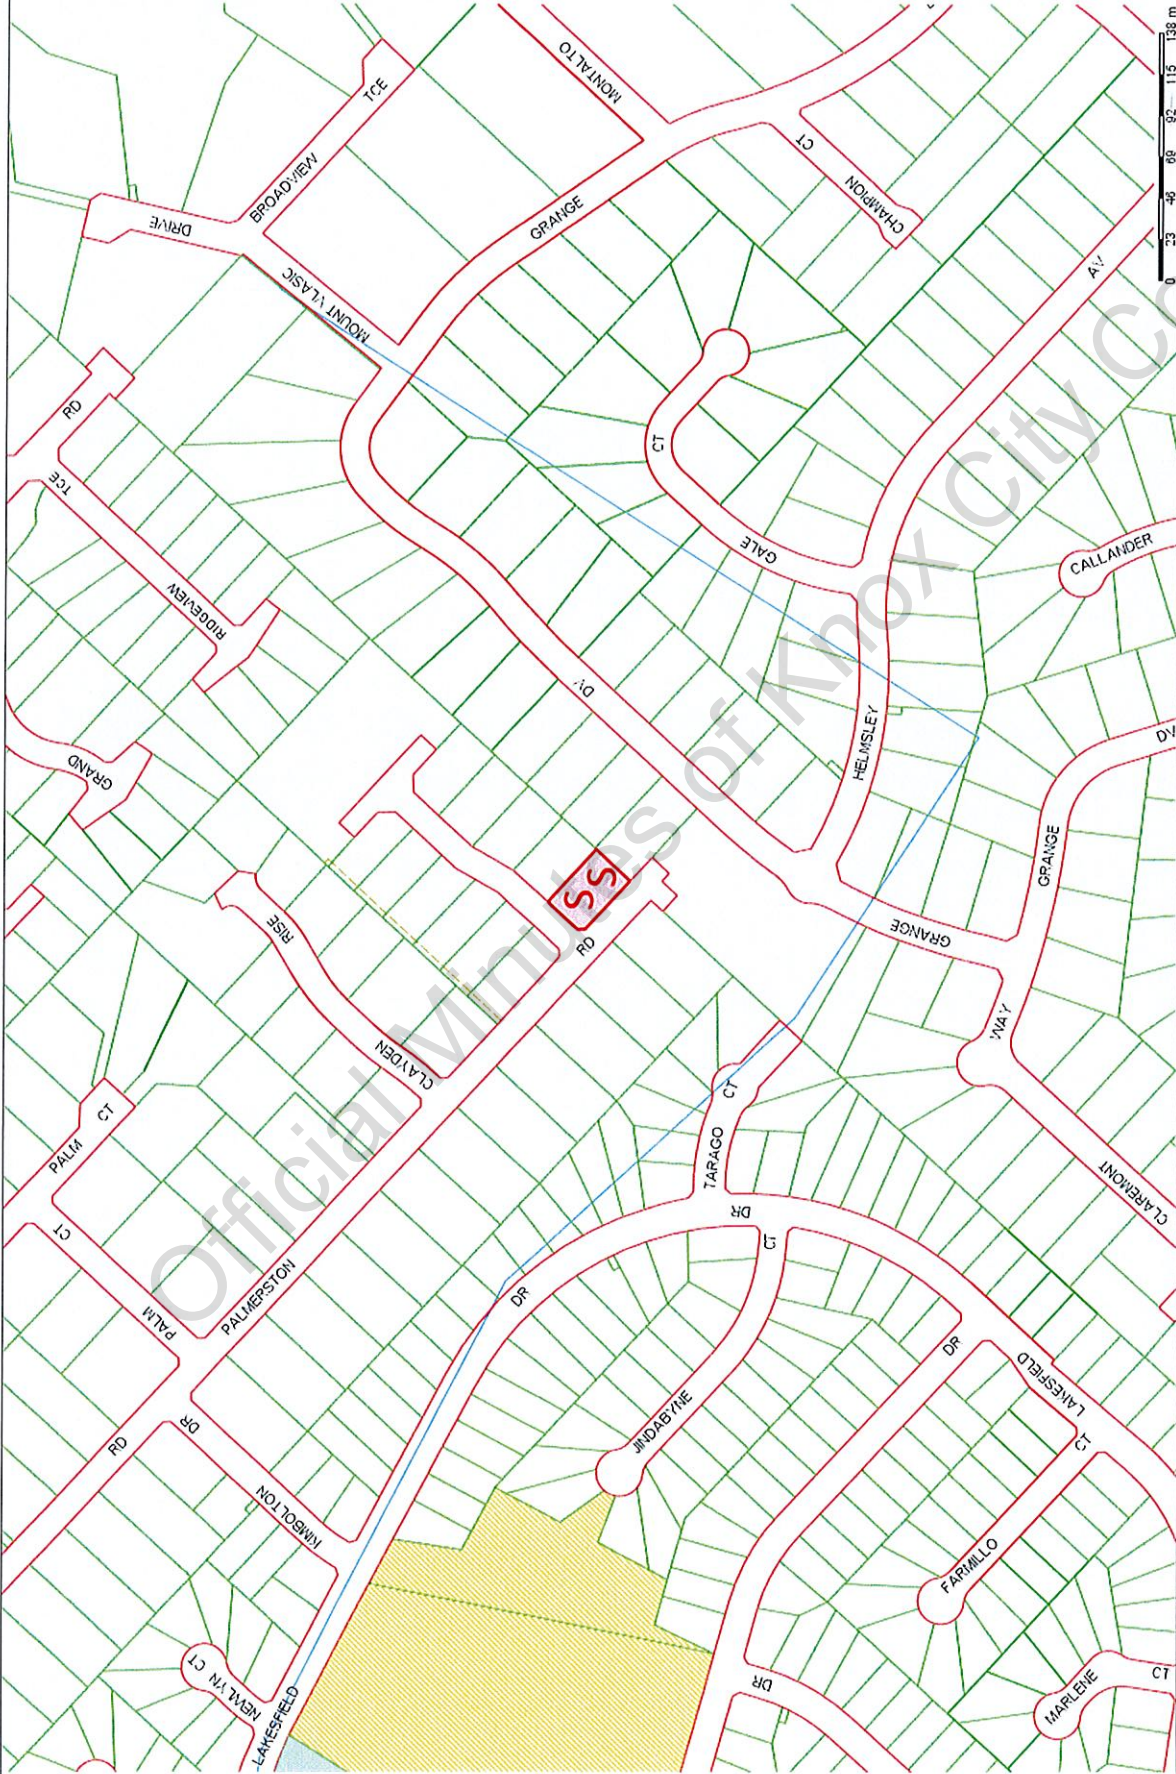 MONTALTO
TCE
BROADVIEW
DRIVE
GRANGE
CT
CHAMPION
MOUNT VLASIC
AV
0 23 46 69 92 115 138 m
RD
TCE
CT
RIDGEVIEW
GALE
CALLANDER
DV
HELMSLEY
GRAND
DV
GRANGE
SS
RISE
RD
GRANGE
WAY
CLAYDEN
CT
PALM
CT
TARAGO
CLAREMONT
CT
DR
CT
PALM
PALMERSTON
DR
DR
LAKESFIELD
RD
DR
JINDABYNE
CT
KIMBOLTON
FARMILLO
CT
NEWLYN
LAKESFIELD
DR
MARLENE
CT
Official Minutes of Knox City Co